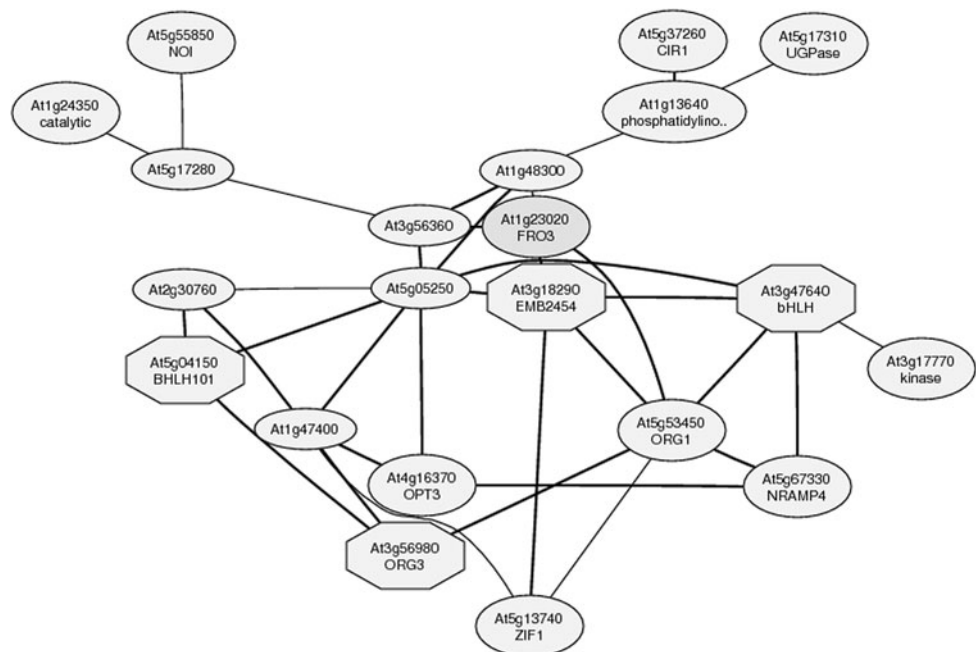 At5g55850
NOI
At5g37260
CIR1
At5g17310
UGPase
At1g24350
catalytic
At1g13640
phosphatidylino..
At5g17280
At1g48300
At3g56360
At1g23020
FRO3
At2g30760
At5g05250
At3g18290
EMB2454
At3g47640
bHLH
At5g04150
BHLH101
At3g17770
kinase
At1g47400
At5g53450
ORG1
At4g16370
OPT3
At5g67330
NRAMP4
At3g56980
ORG3
At5g13740
ZIF1